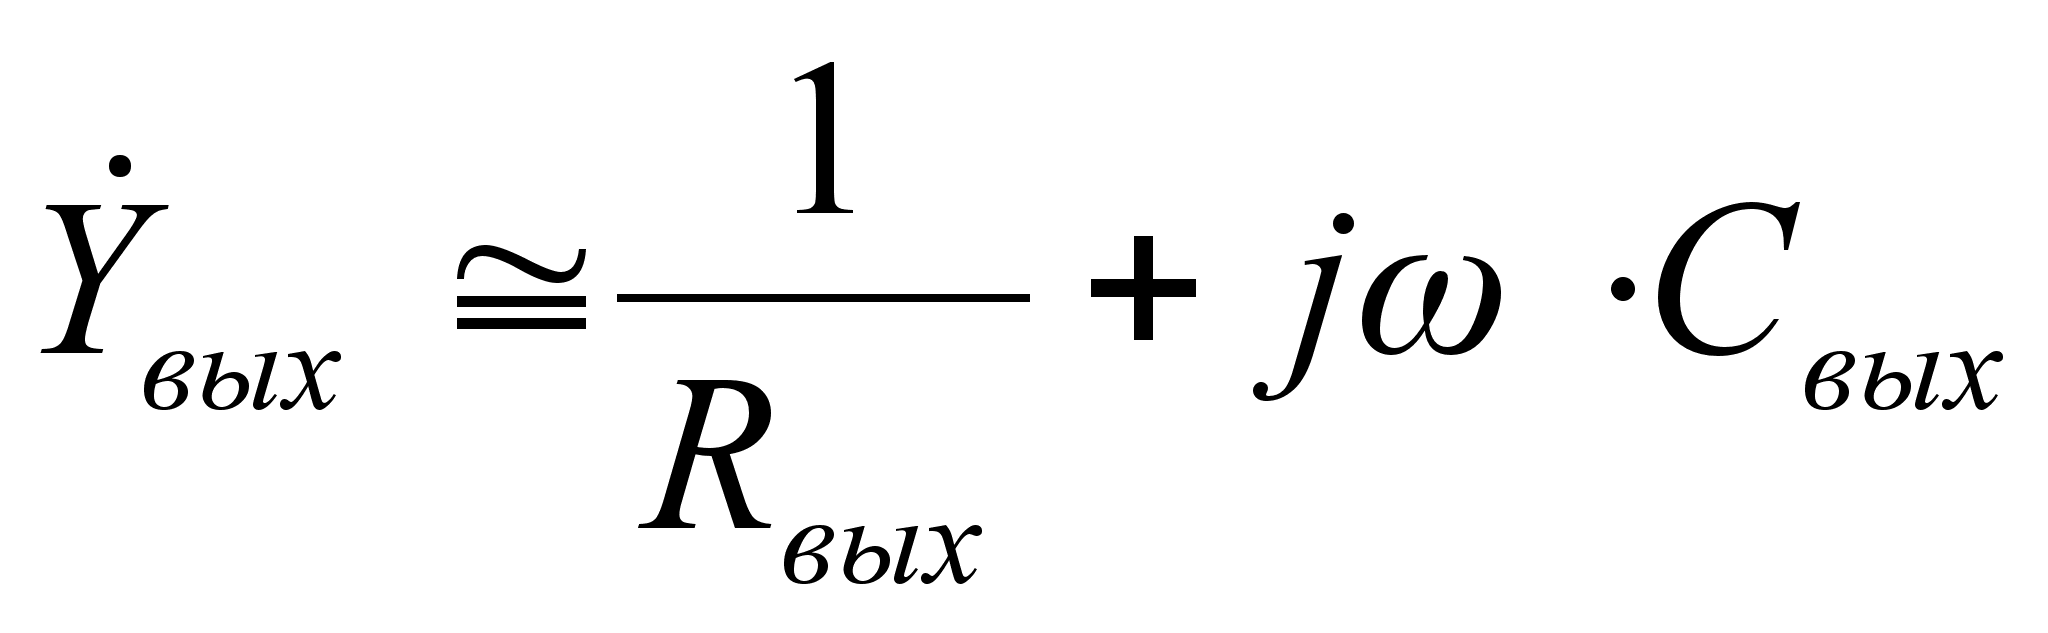 Ẏвых ≅ 1/Rвых + jω · Cвых